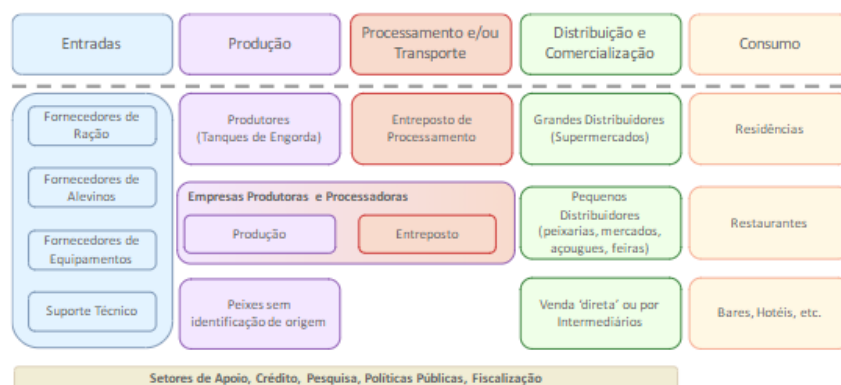 Entradas
Produção
Processamento e/ou
Transporte
Distribuição e
Comercialização
Consumo
Fornecedores de
Ração
Fornecedores de
Alevinos
Fornecedores de
Equipamentos
Suporte Técnico
Produtores
(Tanques de Engorda)
Entreposto de
Processamento
Grandes Distribuidores
(Supermercados)
Residências
Empresas Produtoras e Processadoras
Produção
Entreposto
Pequenos
Distribuidores
(peixarias, mercados,
açougues, feiras)
Restaurantes
Peixes sem
identificação de origem
Venda ‘direta’ ou por
Intermediários
Bares, Hotéis, etc.
Setores de Apoio, Crédito, Pesquisa, Políticas Públicas, Fiscalização